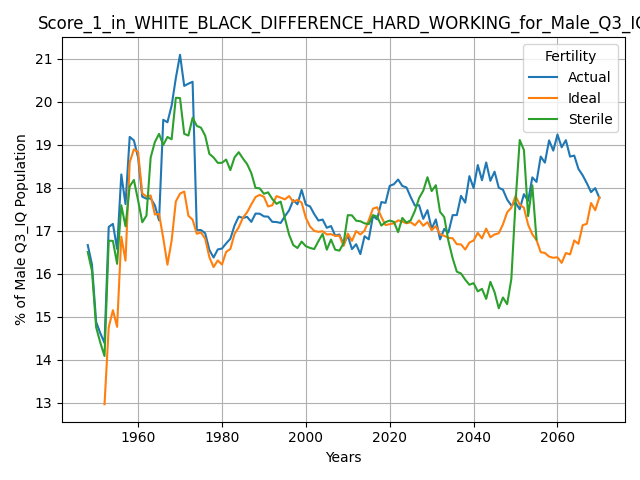 Score_1_in_WHITE_BLACK_DIFFERENCE_HARD_WORKING_for_Male_Q3_IQ
Fertility
Actual
Ideal
Sterile
21
20
19
18
17
16
15
14
13
% of Male Q3_IQ Population
1960
1980
2000
2020
2040
2060
Years